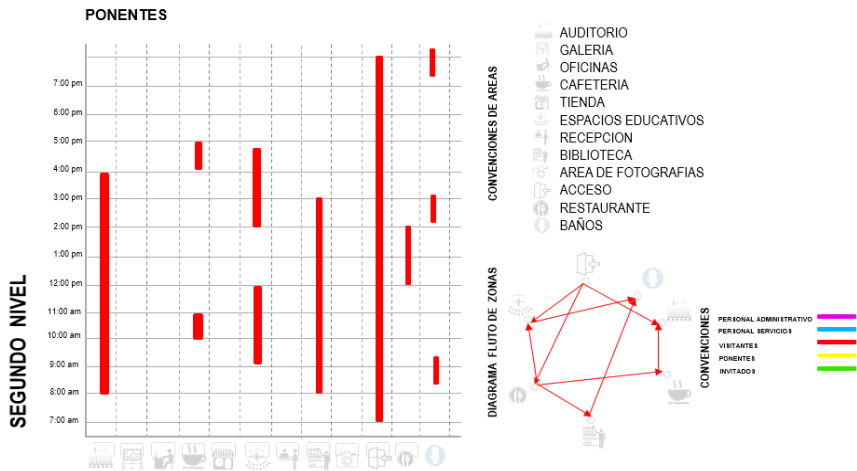 PONENTES
7:00 pm
6:00 pm
5:00 pm
4:00 pm
3:00 pm
2:00 pm
1:00 pm
12:00 pm
11:00 am
10:00 am
9:00 am
8:00 am
7:00 am
SEGUNDO NIVEL
CONVENCIONES DE AREAS
AUDITORIO
GALERIA
OFICINAS
CAFETERIA
TIENDA
ESPACIOS EDUCATIVOS
RECEPCION
BIBLIOTECA
AREA DE FOTOGRAFIAS
ACCESO
RESTAURANTE
BAÑOS
DIAGRAMA FLUTO DE ZONAS
CONVENCIONES
PERSONAL ADMINISTRATIVO
PERSONAL SERVICIOS
VISITANTES
PONENTES
INVITADOS